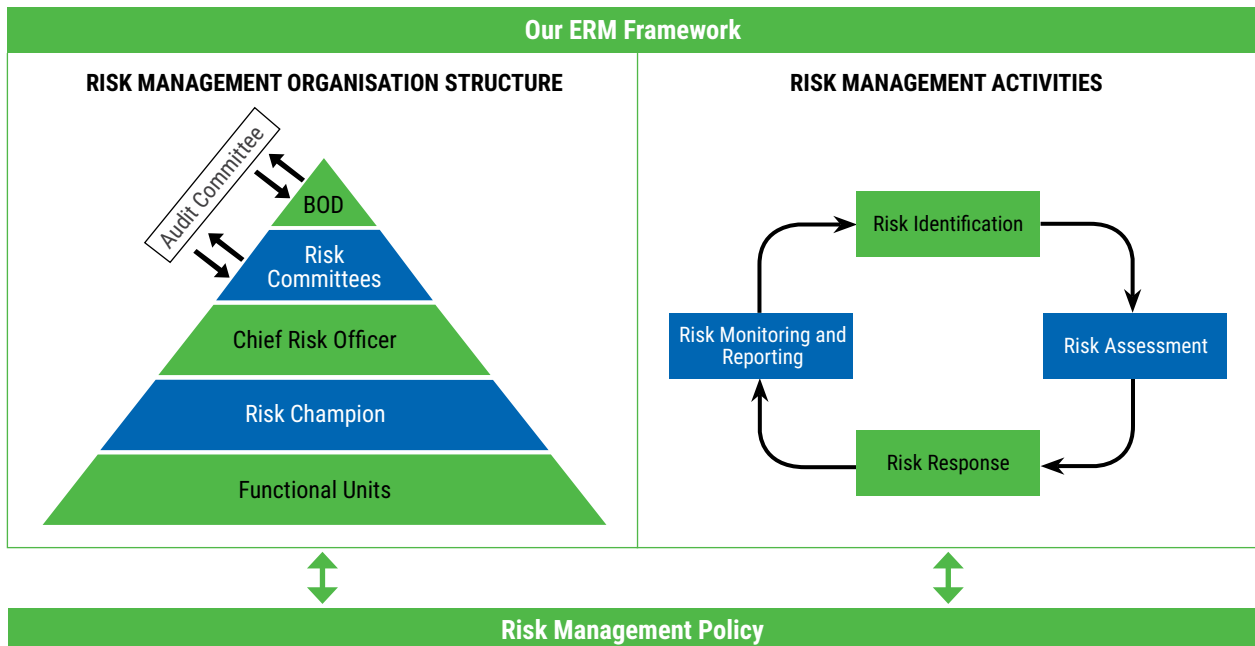 Our ERM Framework
RISK MANAGEMENT ORGANISATION STRUCTURE
Audit Committee
BOD
Risk
Committees
Chief Risk Officer
Risk Champion
Functional Units
RISK MANAGEMENT ACTIVITIES
Risk Identification
Risk Monitoring and
Reporting
Risk Assessment
Risk Response
Risk Management Policy